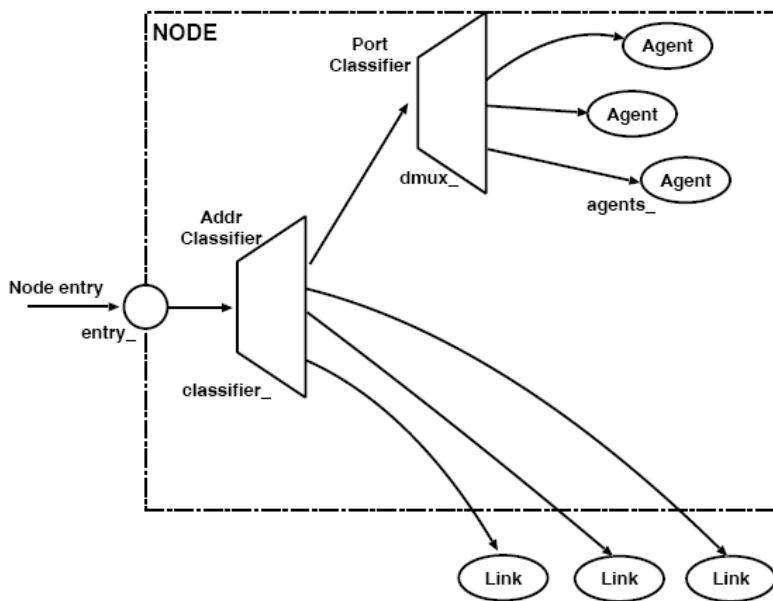 NODE
Port
Classifier
Agent
Agent
dmux_
Agent
agents_
Addr
Classifier
Node entry
entry_
classifier_
Link
Link
Link